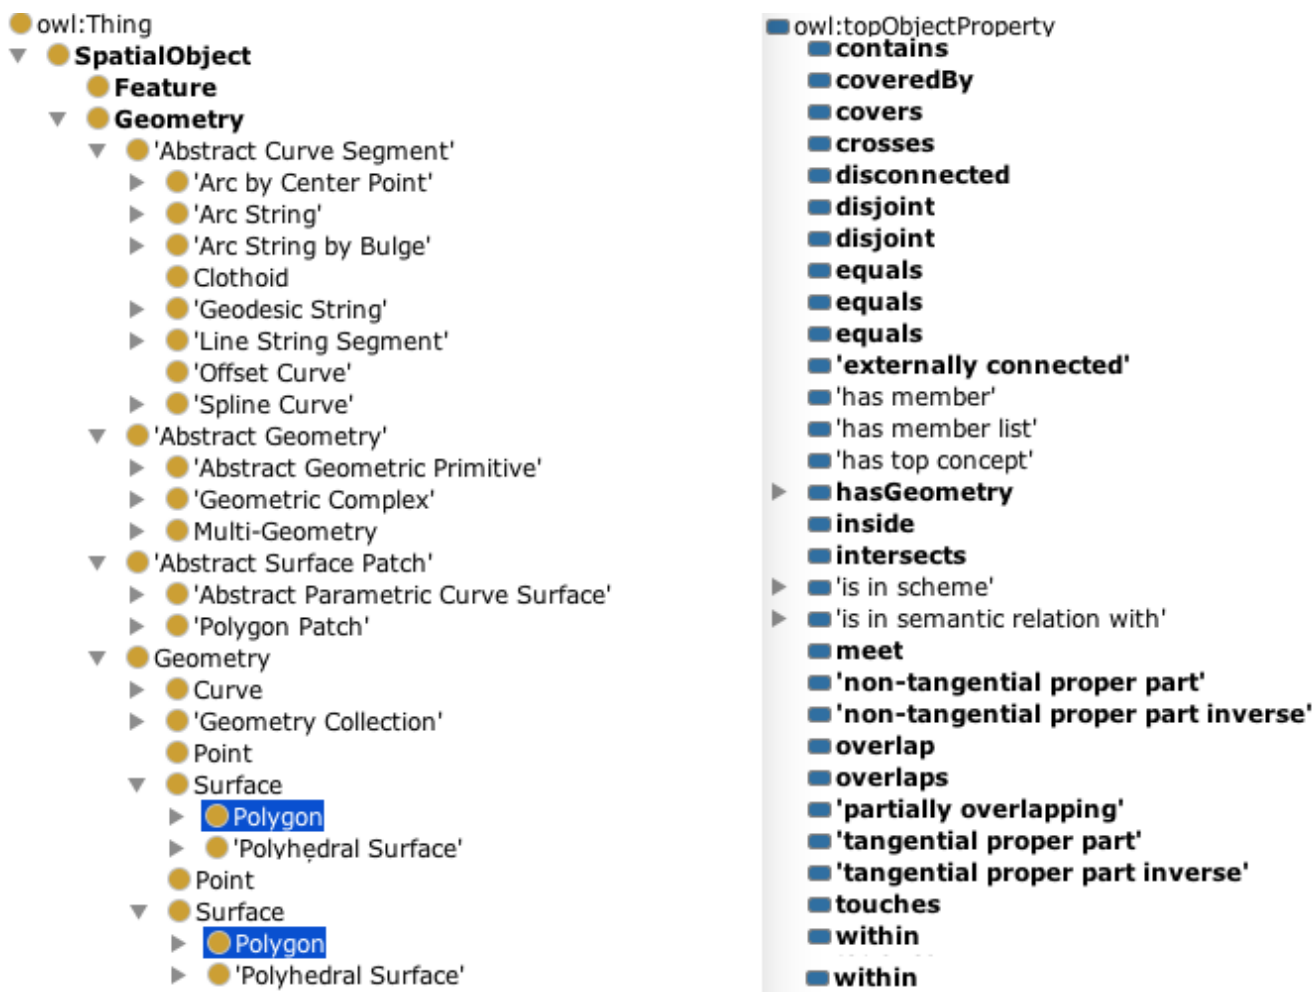 owl:Thing
SpatialObject
Feature
Geometry
'Abstract Curve Segment'
'Arc by Center Point'
'Arc String'
'Arc String by Bulge'
Clothoid
'Geodesic String'
'Line String Segment'
'Offset Curve'
'Spline Curve'
'Abstract Geometry'
'Abstract Geometric Primitive'
'Geometric Complex'
Multi-Geometry
'Abstract Surface Patch'
'Abstract Parametric Curve Surface'
'Polygon Patch'
Geometry
Curve
'Geometry Collection'
Point
Surface
Polygon
'Polyhedral Surface'
Point
Surface
Polygon
'Polyhedral Surface'
owl:topObjectProperty
contains
coveredBy
covers
crosses
disconnected
disjoint
disjoint
equals
equals
equals
'externally connected'
'has member'
'has member list'
'has top concept'
hasGeometry
inside
intersects
'is in scheme'
'is in semantic relation with'
meet
'non-tangential proper part'
'non-tangential proper part inverse'
overlap
overlaps
'partially overlapping'
'tangential proper part'
'tangential proper part inverse'
touches
within
within